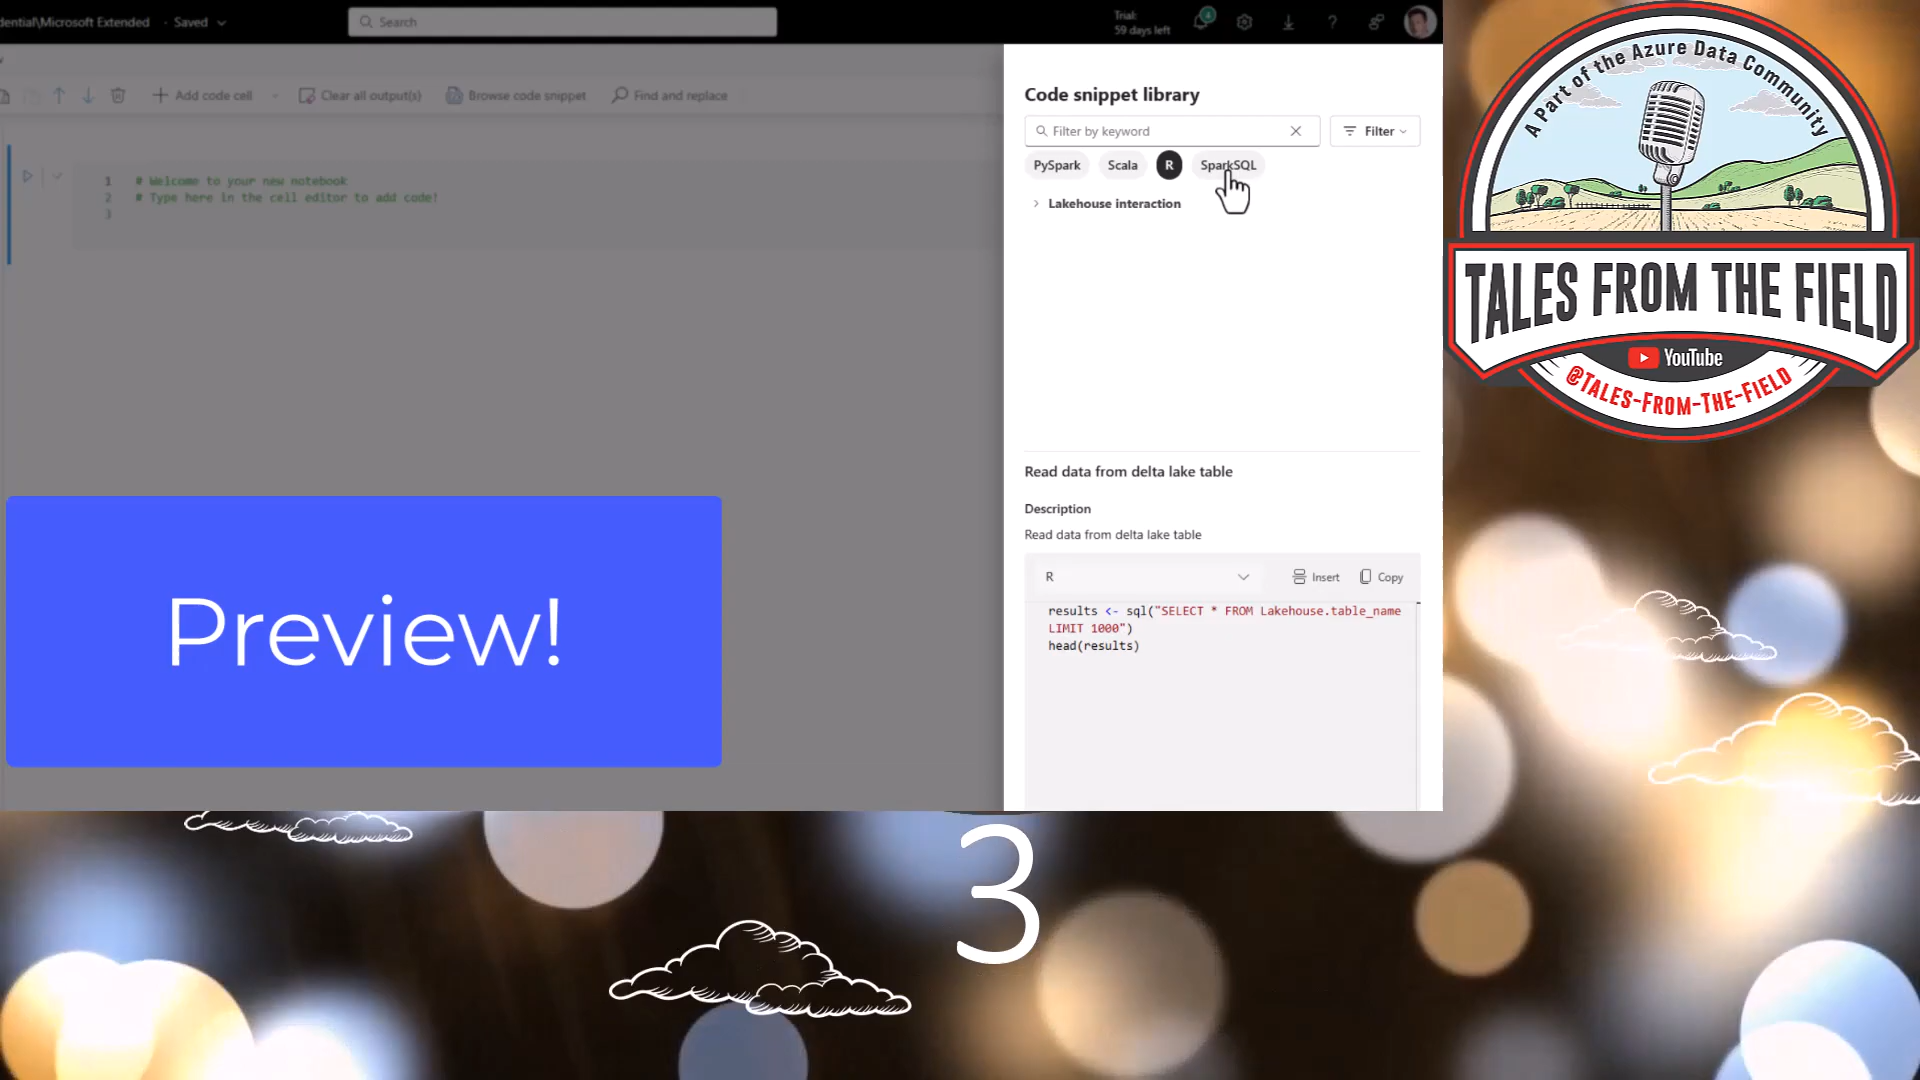 dential\Microsoft Extended · Saved
Search
Trial:
59 days left
4
Add code cell
Clear all output(s)
Browse code snippet
Find and replace
1 # Welcome to your new notebook
2 # Type here in the cell editor to add code!
3
Code snippet library
Filter by keyword
Filter
PySpark
Scala
R
SparkSQL
Lakehouse interaction
Read data from delta lake table
Description
Read data from delta lake table
R
Insert
Copy
results <- sql("SELECT * FROM Lakehouse.table_name
LIMIT 1000")
head(results)
Preview!
3
A Part of the Azure Data Community
TALES FROM THE FIELD
YouTube
@TALES-FROM-THE-FIELD